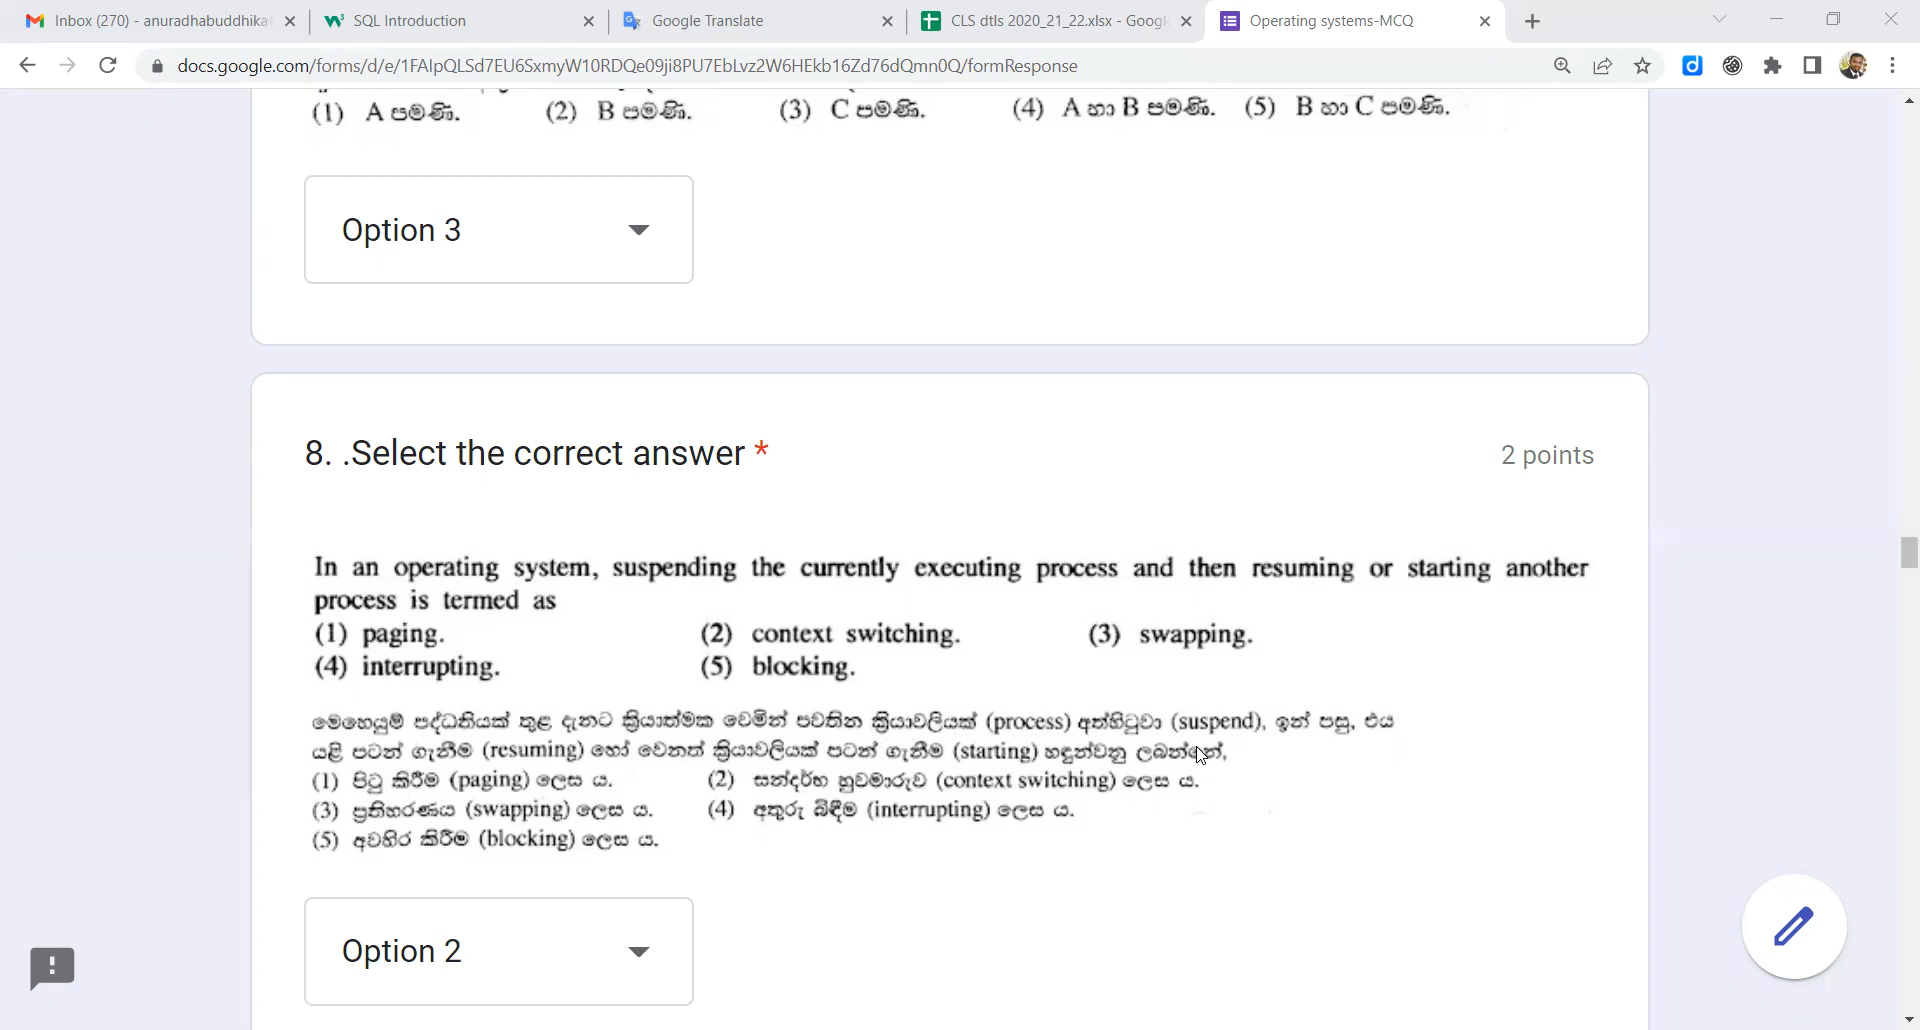 Inbox (270) - anuradhabuddhika
SQL Introduction
Google Translate
CLS dtls 2020_21_22.xlsx - Googl
Operating systems-MCQ
docs.google.com/forms/d/e/1FAIpQLSd7EU6SxmyW10RDQe09ji8PU7EbLvz2W6HEkb16Zd76dQmn0Q/formResponse
(1) A පමණි. (2) B පමණි. (3) C පමණි. (4) A හා B පමණි. (5) B හා C පමණි.
Option 3
8. .Select the correct answer *
2 points
In an operating system, suspending the currently executing process and then resuming or starting another
process is termed as
(1) paging. (2) context switching. (3) swapping.
(4) interrupting. (5) blocking.
මෙහෙයුම් පද්ධතියක් තුළ දැනට ක්‍රියාත්මක වෙමින් පවතින ක්‍රියාවලියක් (process) අත්හිටුවා (suspend), ඉන් පසු, එය
යළි පටන් ගැනීම (resuming) හෝ වෙනත් ක්‍රියාවලියක් පටන් ගැනීම (starting) හඳුන්වනු ලබන්නේ,
(1) පිටු කිරීම (paging) ලෙස ය. (2) සන්දර්භ හුවමාරුව (context switching) ලෙස ය.
(3) ප්‍රතිහරණය (swapping) ලෙස ය. (4) අතුරු බිඳීම (interrupting) ලෙස ය.
(5) අවහිර කිරීම (blocking) ලෙස ය.
Option 2